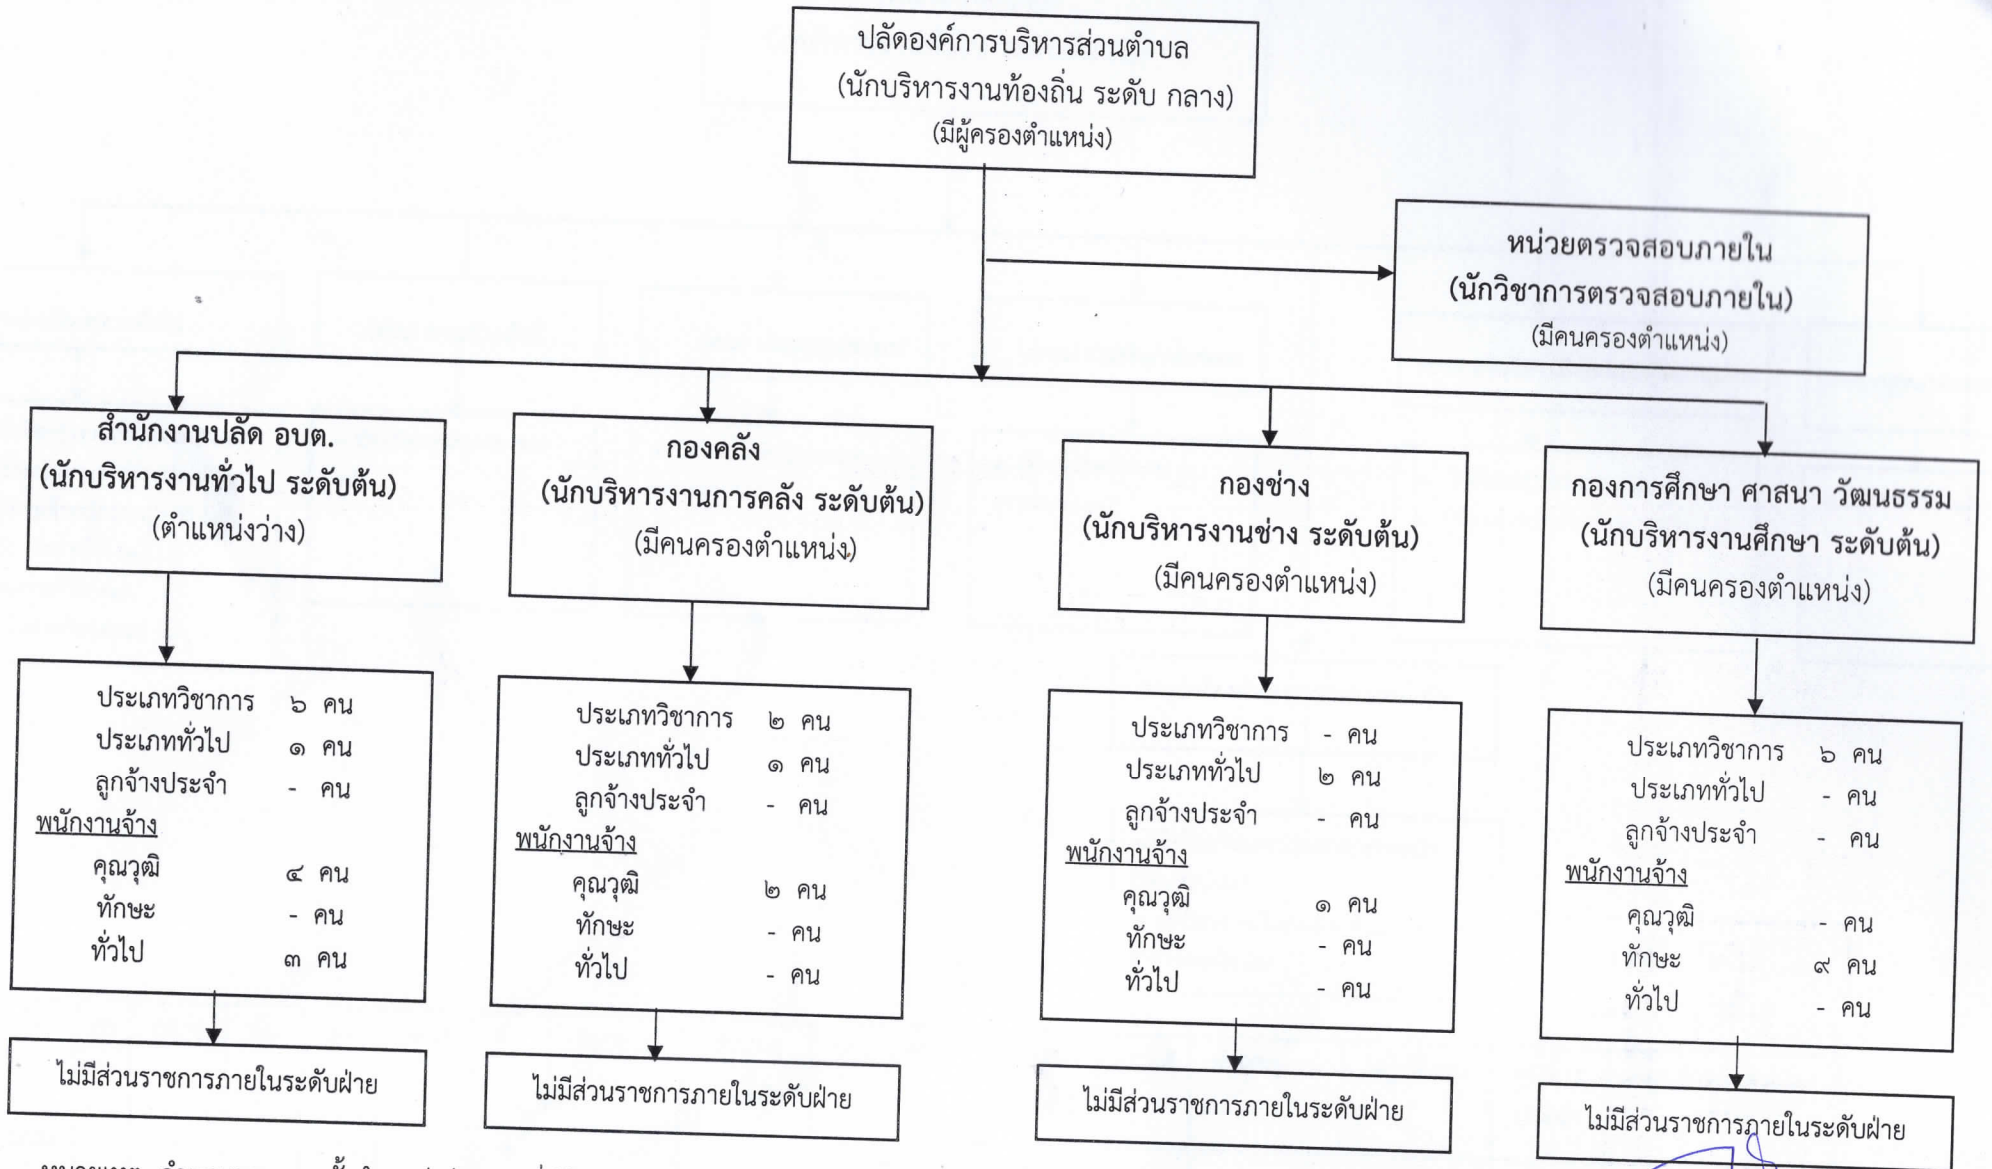 ปลัดองค์การบริหารส่วนตำบล
(นักบริหารงานท้องถิ่น ระดับ กลาง)
(มีผู้ครองตำแหน่ง)
หน่วยตรวจสอบภายใน
(นักวิชาการตรวจสอบภายใน)
(มีคนครองตำแหน่ง)
สำนักงานปลัด อบต.
(นักบริหารงานทั่วไป ระดับต้น)
(ตำแหน่งว่าง)
กองคลัง
(นักบริหารงานการคลัง ระดับต้น)
(มีคนครองตำแหน่ง)
กองช่าง
(นักบริหารงานช่าง ระดับต้น)
(มีคนครองตำแหน่ง)
กองการศึกษา ศาสนา วัฒนธรรม
(นักบริหารงานศึกษา ระดับต้น)
(มีคนครองตำแหน่ง)
ประเภทวิชาการ ๖ คน
ประเภททั่วไป ๑ คน
ลูกจ้างประจำ - คน
พนักงานจ้าง
คุณวุฒิ ๔ คน
ทักษะ - คน
ทั่วไป ๓ คน
ประเภทวิชาการ ๒ คน
ประเภททั่วไป ๑ คน
ลูกจ้างประจำ - คน
พนักงานจ้าง
คุณวุฒิ ๒ คน
ทักษะ - คน
ทั่วไป - คน
ประเภทวิชาการ - คน
ประเภททั่วไป ๒ คน
ลูกจ้างประจำ - คน
พนักงานจ้าง
คุณวุฒิ ๑ คน
ทักษะ - คน
ทั่วไป - คน
ประเภทวิชาการ ๖ คน
ประเภททั่วไป - คน
ลูกจ้างประจำ - คน
พนักงานจ้าง
คุณวุฒิ - คน
ทักษะ ๙ คน
ทั่วไป - คน
ไม่มีส่วนราชการภายในระดับฝ่าย
ไม่มีส่วนราชการภายในระดับฝ่าย
ไม่มีส่วนราชการภายในระดับฝ่าย
ไม่มีส่วนราชการภายในระดับฝ่าย